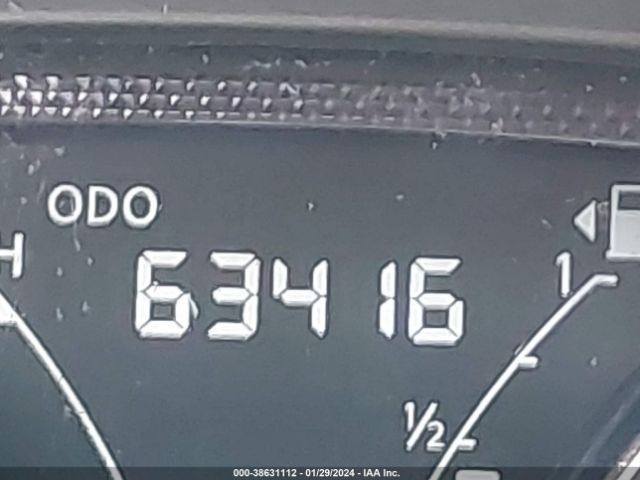 ODO
H
63416
1
1/2
000-38631112 - 01/29/2024 - IAA Inc.